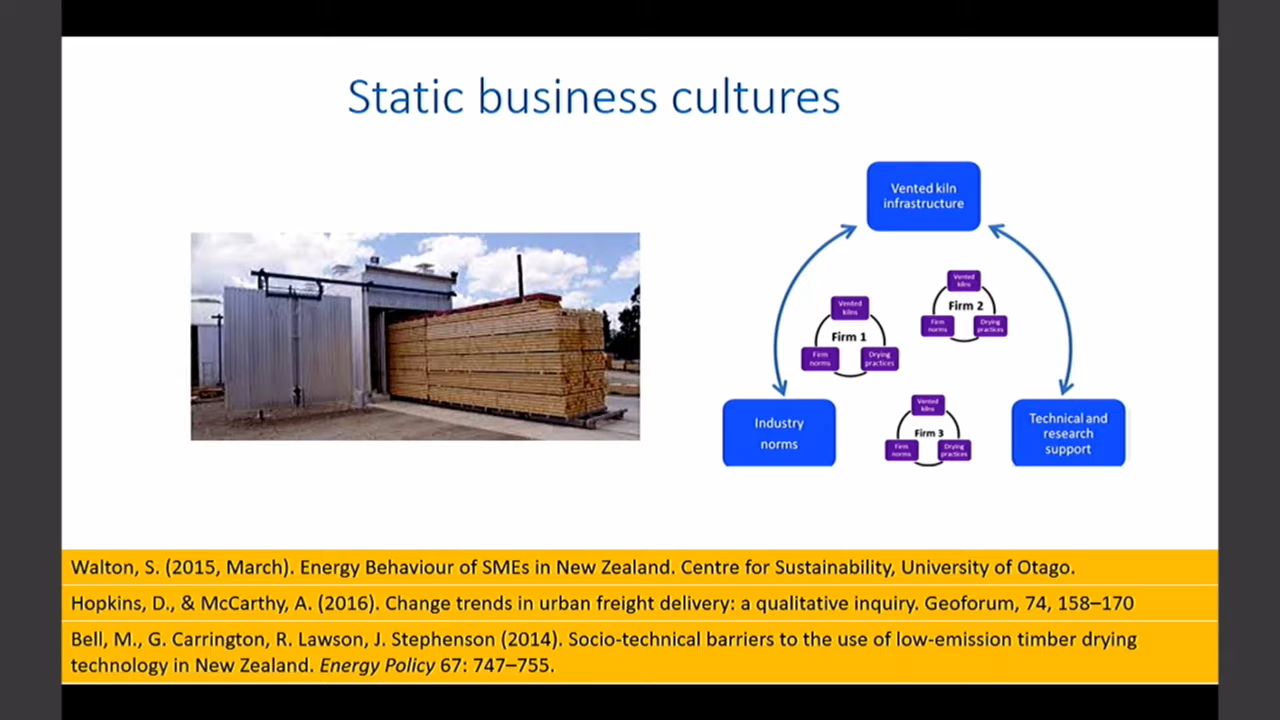 Static business cultures
Vented kiln
infrastructure
Vented
kilns
Firm 2
Firm
norms
Drying
practices
Vented
kilns
Firm 1
Firm
norms
Drying
practices
Vented
kilns
Firm 3
Firm
norms
Drying
practices
Industry
norms
Technical and
research
support
Walton, S. (2015, March). Energy Behaviour of SMEs in New Zealand. Centre for Sustainability, University of Otago.
Hopkins, D., & McCarthy, A. (2016). Change trends in urban freight delivery: a qualitative inquiry. Geoforum, 74, 158–170
Bell, M., G. Carrington, R. Lawson, J. Stephenson (2014). Socio-technical barriers to the use of low-emission timber drying
technology in New Zealand. Energy Policy 67: 747–755.